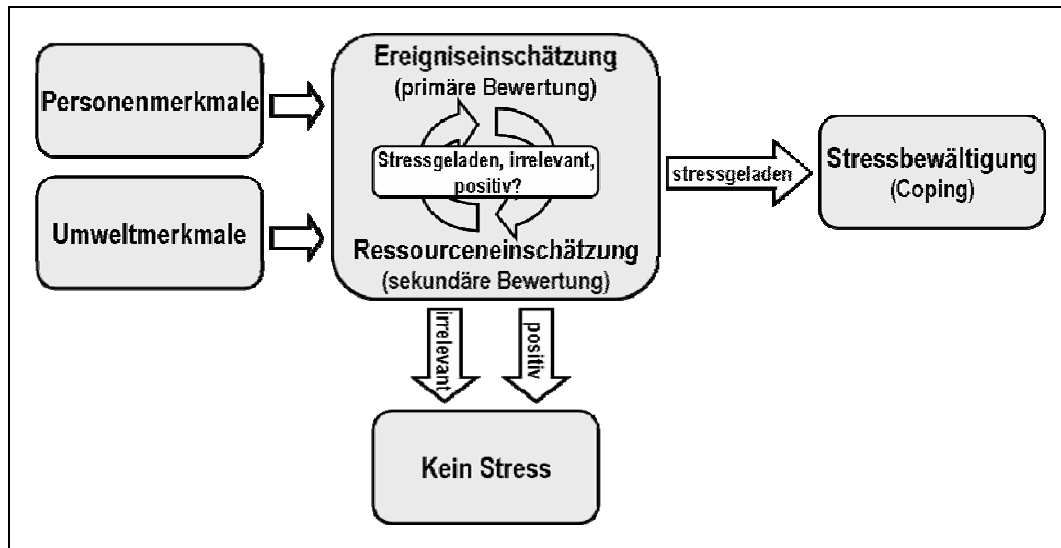 Personenmerkmale
Umweltmerkmale
Ereigniseinschätzung
(primäre Bewertung)
Stressgeladen, irrelevant,
positiv?
Ressourceneinschätzung
(sekundäre Bewertung)
stressgeladen
Stressbewältigung
(Coping)
irrelevant
positiv
Kein Stress